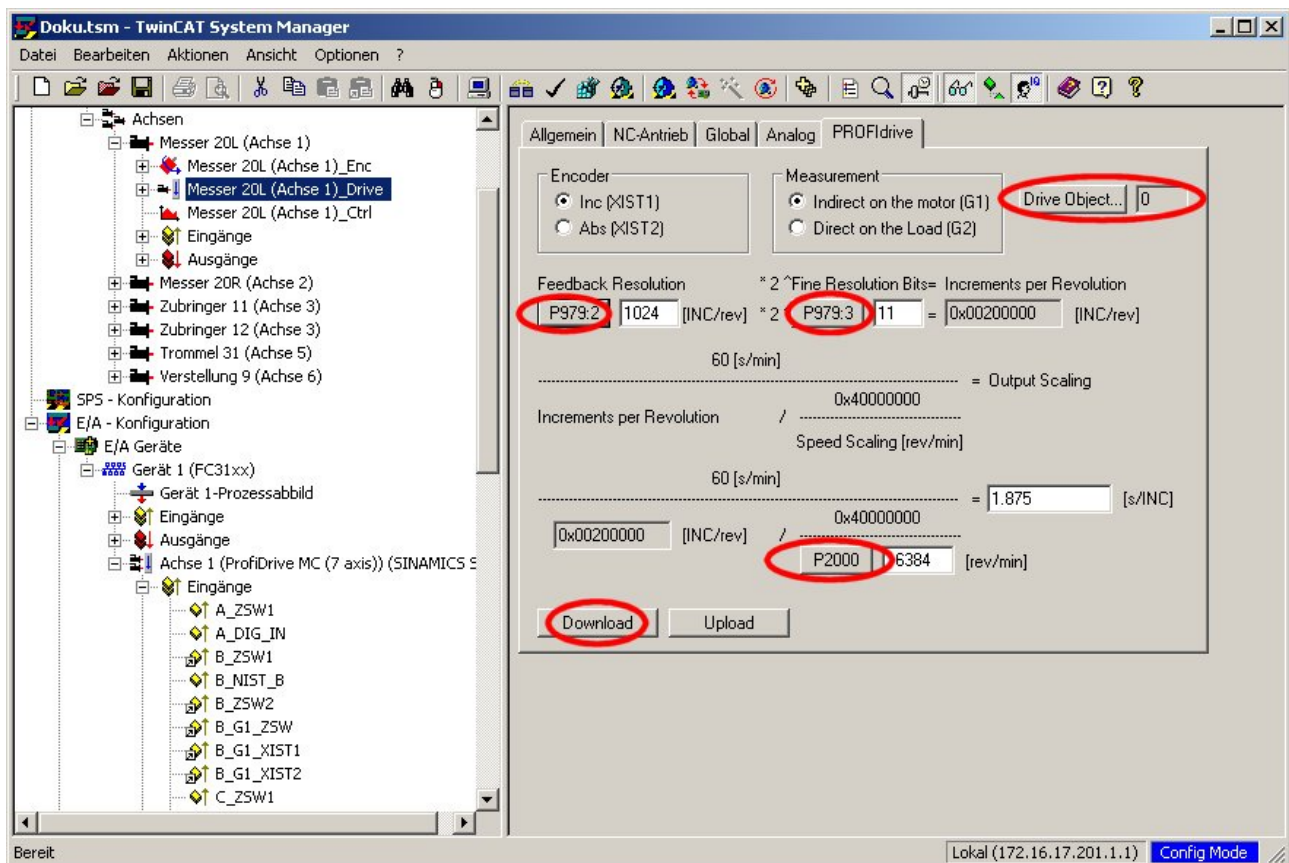 Doku.tsm - TwinCAT System Manager
Datei Bearbeiten Aktionen Ansicht Optionen ?
Achsen
Messer 20L (Achse 1)
Messer 20L (Achse 1)_Enc
Messer 20L (Achse 1)_Drive
Messer 20L (Achse 1)_Ctrl
Eingänge
Ausgänge
Messer 20R (Achse 2)
Zubringer 11 (Achse 3)
Zubringer 12 (Achse 3)
Trommel 31 (Achse 5)
Verstellung 9 (Achse 6)
SPS - Konfiguration
E/A - Konfiguration
E/A Geräte
Gerät 1 (FC31xx)
Gerät 1-Prozessabbild
Eingänge
Ausgänge
Achse 1 (ProfiDrive MC (7 axis)) (SINAMICS S
Eingänge
A_ZSW1
A_DIG_IN
B_ZSW1
B_NIST_B
B_ZSW2
B_G1_ZSW
B_G1_XIST1
B_G1_XIST2
C_ZSW1
Allgemein NC-Antrieb Global Analog PROFIdrive
Encoder
Inc (XIST1)
Abs (XIST2)
Measurement
Indirect on the motor (G1)
Direct on the Load (G2)
Drive Object... 0
Feedback Resolution * 2 ^Fine Resolution Bits= Increments per Revolution
P979:2 1024 [INC/rev] * 2 ^ P979:3 11 = 0x00200000 [INC/rev]
60 [s/min]
= Output Scaling
0x40000000
Increments per Revolution /
Speed Scaling [rev/min]
60 [s/min]
= 1.875 [s/INC]
0x40000000
0x00200000 [INC/rev] /
P2000 6384 [rev/min]
Download Upload
Bereit Lokal (172.16.17.201.1.1) Config Mode